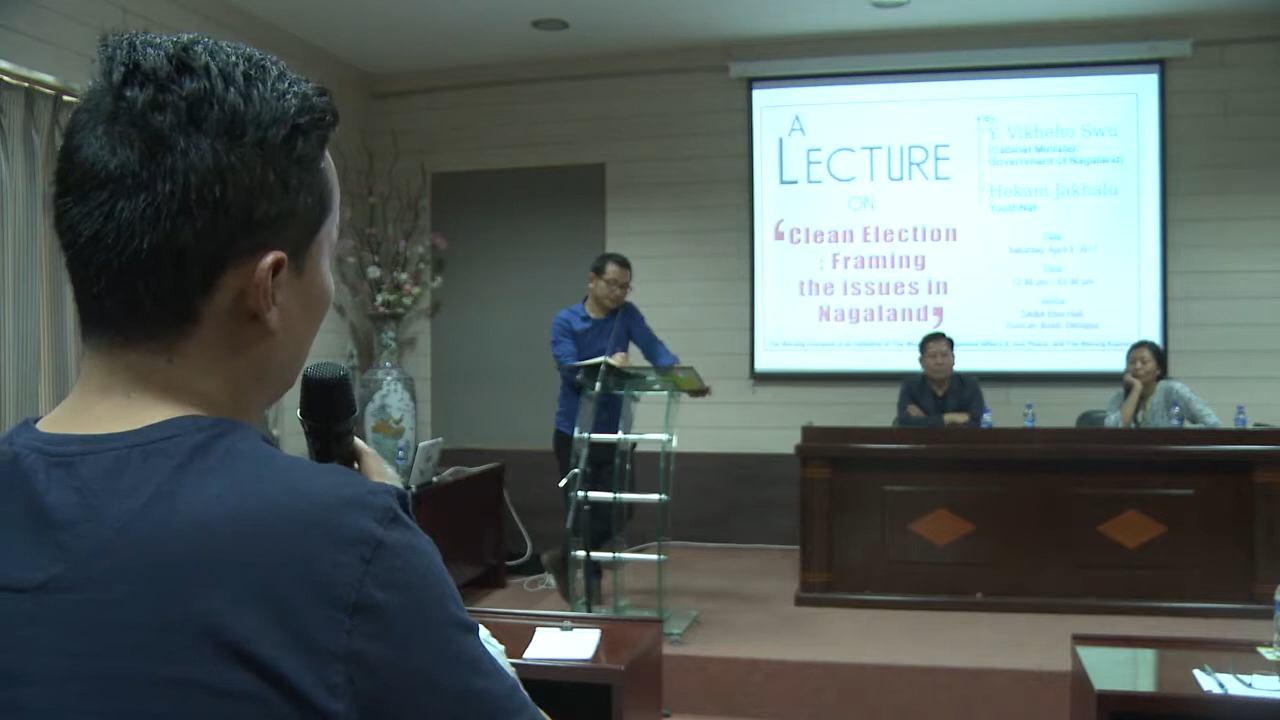 A
LECTURE
ON
‘Clean Election
: Framing
the issues in
Nagaland’
By
Y. Vikheho Swu
(Cabinet Minister
Government of Nagaland)
Hekani Jakhalu
YouthNet
Date
Saturday, April 8, 2017
Time
Venue